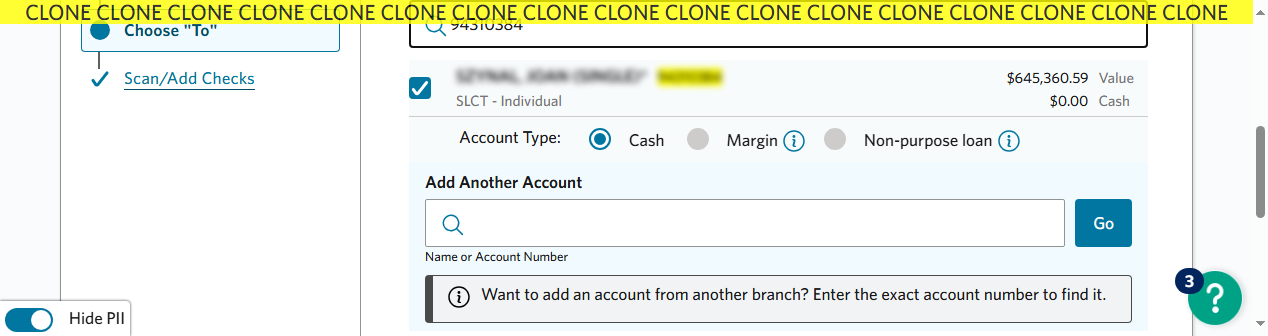 CLONE CLONE CLONE CLONE CLONE CLONE CLONE CLONE CLONE CLONE CLONE CLONE CLONE CLONE CLONE CLONE CLONE
Choose "To"
Scan/Add Checks
94310384
$645,360.59 Value
SLCT - Individual
$0.00 Cash
Account Type: Cash Margin Non-purpose loan
Add Another Account
Go
Name or Account Number
Want to add an account from another branch? Enter the exact account number to find it.
3
?
Hide PII